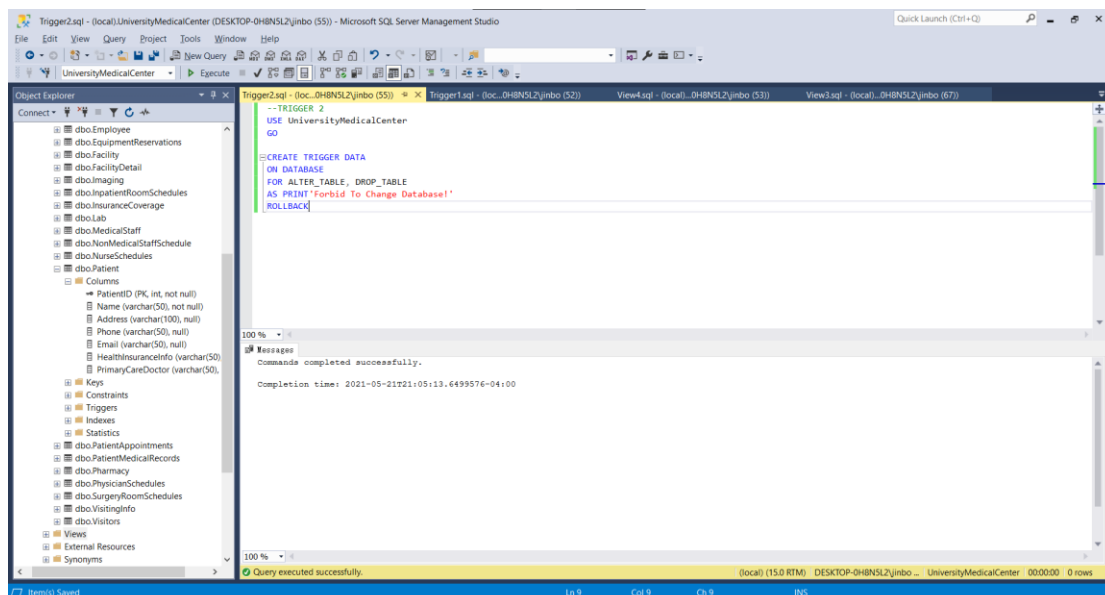 Trigger2.sql - (local).UniversityMedicalCenter (DESKTOP-0H8N5L2\jinbo (55)) - Microsoft SQL Server Management Studio
Quick Launch (Ctrl+Q)
File Edit View Query Project Tools Window Help
New Query
UniversityMedicalCenter
Execute
Object Explorer
Connect
dbo.Employee
dbo.EquipmentReservations
dbo.Facility
dbo.FacilityDetail
dbo.Imaging
dbo.InpatientRoomSchedules
dbo.InsuranceCoverage
dbo.Lab
dbo.MedicalStaff
dbo.NonMedicalStaffSchedule
dbo.NurseSchedules
dbo.Patient
Columns
PatientID (PK, int, not null)
Name (varchar(50), not null)
Address (varchar(100), null)
Phone (varchar(50), null)
Email (varchar(50), null)
HealthInsuranceInfo (varchar(50)
PrimaryCareDoctor (varchar(50),
Keys
Constraints
Triggers
Indexes
Statistics
dbo.PatientAppointments
dbo.PatientMedicalRecords
dbo.Pharmacy
dbo.PhysicianSchedules
dbo.SurgeryRoomSchedules
dbo.VisitingInfo
dbo.Visitors
Views
External Resources
Synonyms
Trigger2.sql - (loc...0H8N5L2\jinbo (55))
Trigger1.sql - (loc...0H8N5L2\jinbo (52))
View4.sql - (local)...0H8N5L2\jinbo (53))
View3.sql - (local)...0H8N5L2\jinbo (67))
--TRIGGER 2
USE UniversityMedicalCenter
GO
CREATE TRIGGER DATA
ON DATABASE
FOR ALTER_TABLE, DROP_TABLE
AS PRINT'Forbid To Change Database!'
ROLLBACK
100 %
Messages
Commands completed successfully.
Completion time: 2021-05-21T21:05:13.6499576-04:00
100 %
Query executed successfully.
(local) (15.0 RTM)
DESKTOP-0H8N5L2\jinbo ...
UniversityMedicalCenter
00:00:00
0 rows
Item(s) Saved
Ln 9
Col 9
Ch 9
INS